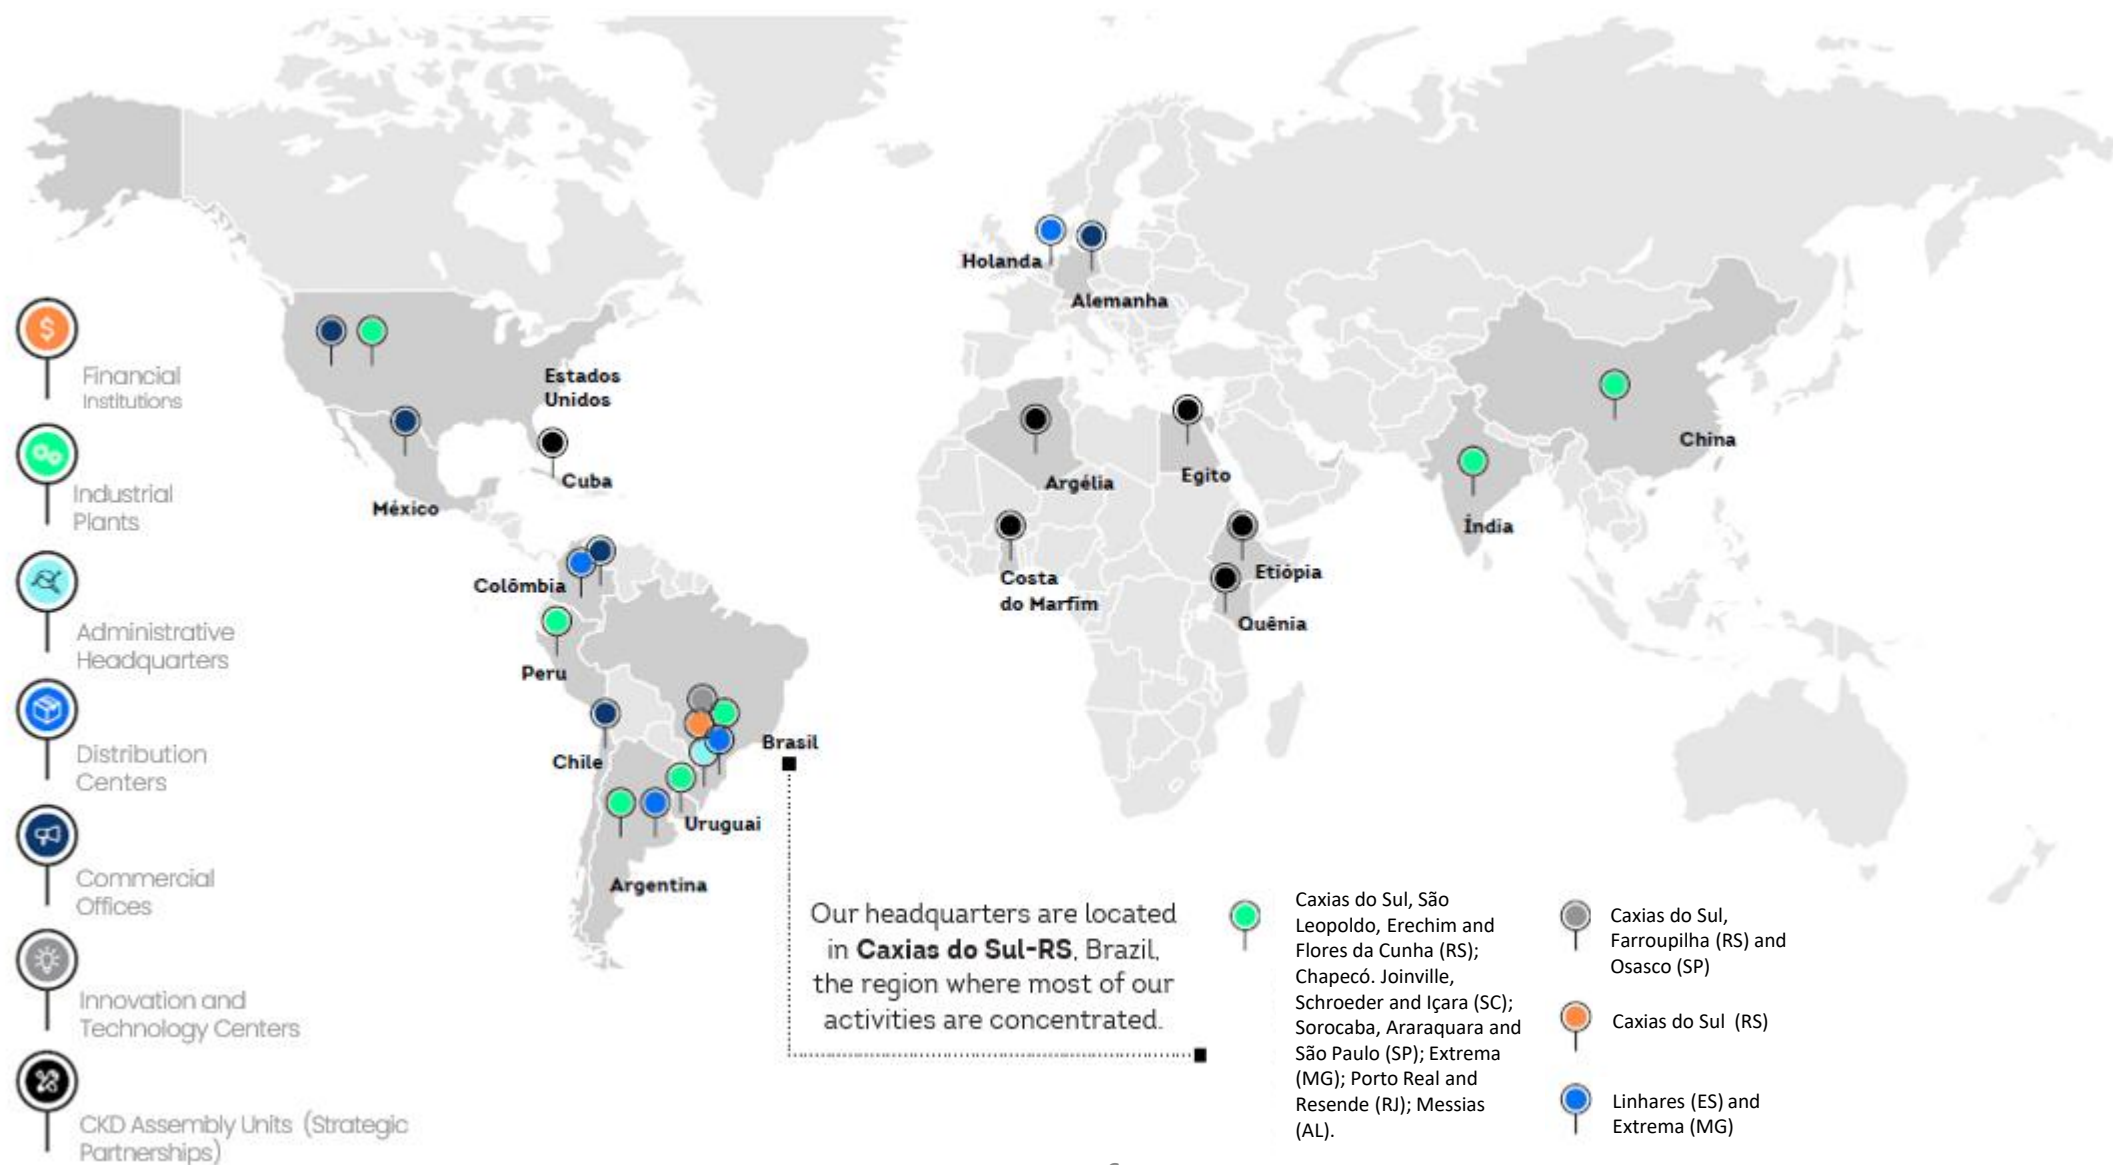 Holanda
Alemanha
Estados
Unidos
Cuba
México
China
Argélia
Egito
Índia
Costa
do Marfim
Etiópia
Quênia
Colômbia
Peru
Chile
Brasil
Uruguai
Argentina
$
Financial
Institutions
Industrial
Plants
Administrative
Headquarters
Distribution
Centers
Commercial
Offices
Innovation and
Technology Centers
CKD Assembly Units (Strategic
Partnerships)
Our headquarters are located
in Caxias do Sul-RS, Brazil,
the region where most of our
activities are concentrated.
Caxias do Sul, São
Leopoldo, Erechim and
Flores da Cunha (RS);
Chapecó. Joinville,
Schroeder and Içara (SC);
Sorocaba, Araraquara and
São Paulo (SP); Extrema
(MG); Porto Real and
Resende (RJ); Messias
(AL).
Caxias do Sul,
Farroupilha (RS) and
Osasco (SP)
Caxias do Sul (RS)
Linhares (ES) and
Extrema (MG)